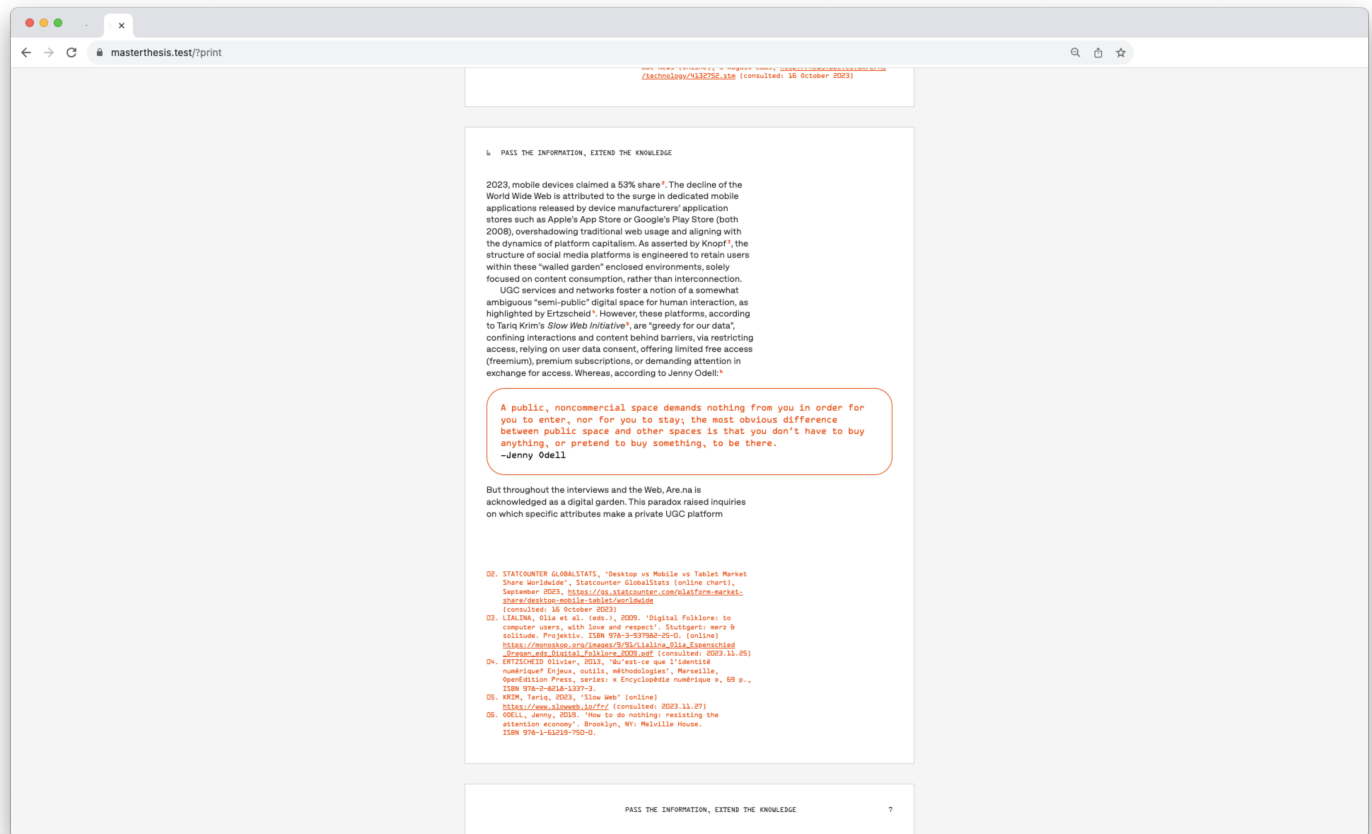 masterthesis.test/?print
/technology/4132752.stm (consulted: 16 October 2023)
6 PASS THE INFORMATION, EXTEND THE KNOWLEDGE
2023, mobile devices claimed a 53% share². The decline of the
World Wide Web is attributed to the surge in dedicated mobile
applications released by device manufacturers' application
stores such as Apple's App Store or Google's Play Store (both
2008), overshadowing traditional web usage and aligning with
the dynamics of platform capitalism. As asserted by Knopf³, the
structure of social media platforms is engineered to retain users
within these “walled garden” enclosed environments, solely
focused on content consumption, rather than interconnection.
UGC services and networks foster a notion of a somewhat
ambiguous “semi-public” digital space for human interaction, as
highlighted by Ertzscheid⁴. However, these platforms, according
to Tariq Krim's Slow Web Initiative⁵, are “greedy for our data”,
confining interactions and content behind barriers, via restricting
access, relying on user data consent, offering limited free access
(freemium), premium subscriptions, or demanding attention in
exchange for access. Whereas, according to Jenny Odell:⁶
A public, noncommercial space demands nothing from you in order for
you to enter, nor for you to stay; the most obvious difference
between public space and other spaces is that you don't have to buy
anything, or pretend to buy something, to be there.
—Jenny Odell
But throughout the interviews and the Web, Are.na is
acknowledged as a digital garden. This paradox raised inquiries
on which specific attributes make a private UGC platform
02. STATCOUNTER GLOBALSTATS, ‘Desktop vs Mobile vs Tablet Market
Share Worldwide’, Statcounter GlobalStats (online chart),
September 2023, https://gs.statcounter.com/platform-market-
share/desktop-mobile-tablet/worldwide
(consulted: 16 October 2023)
03. LIALINA, Olia et al. (eds.), 2009. ‘Digital Folklore: to
computer users, with love and respect’. Stuttgart: merz &
solitude. Projektiv. ISBN 978-3-937982-25-0. (online)
https://monoskop.org/images/9/91/Lialina_Olia_Espenschied
_Dragan_eds_Digital_Folklore_2009.pdf (consulted: 2023.11.25)
04. ERTZSCHEID Olivier, 2013, ‘Qu'est-ce que l'identité
numérique? Enjeux, outils, méthodologies’, Marseille,
OpenEdition Press, series: « Encyclopédie numérique », 69 p.,
ISBN 978-2-8218-1337-3.
05. KRIM, Tariq, 2023, ‘Slow Web’ (online)
https://www.slowweb.io/fr/ (consulted: 2023.11.27)
06. ODELL, Jenny, 2019. ‘How to do nothing: resisting the
attention economy’. Brooklyn, NY: Melville House.
ISBN 978-1-61219-750-0.
PASS THE INFORMATION, EXTEND THE KNOWLEDGE 7